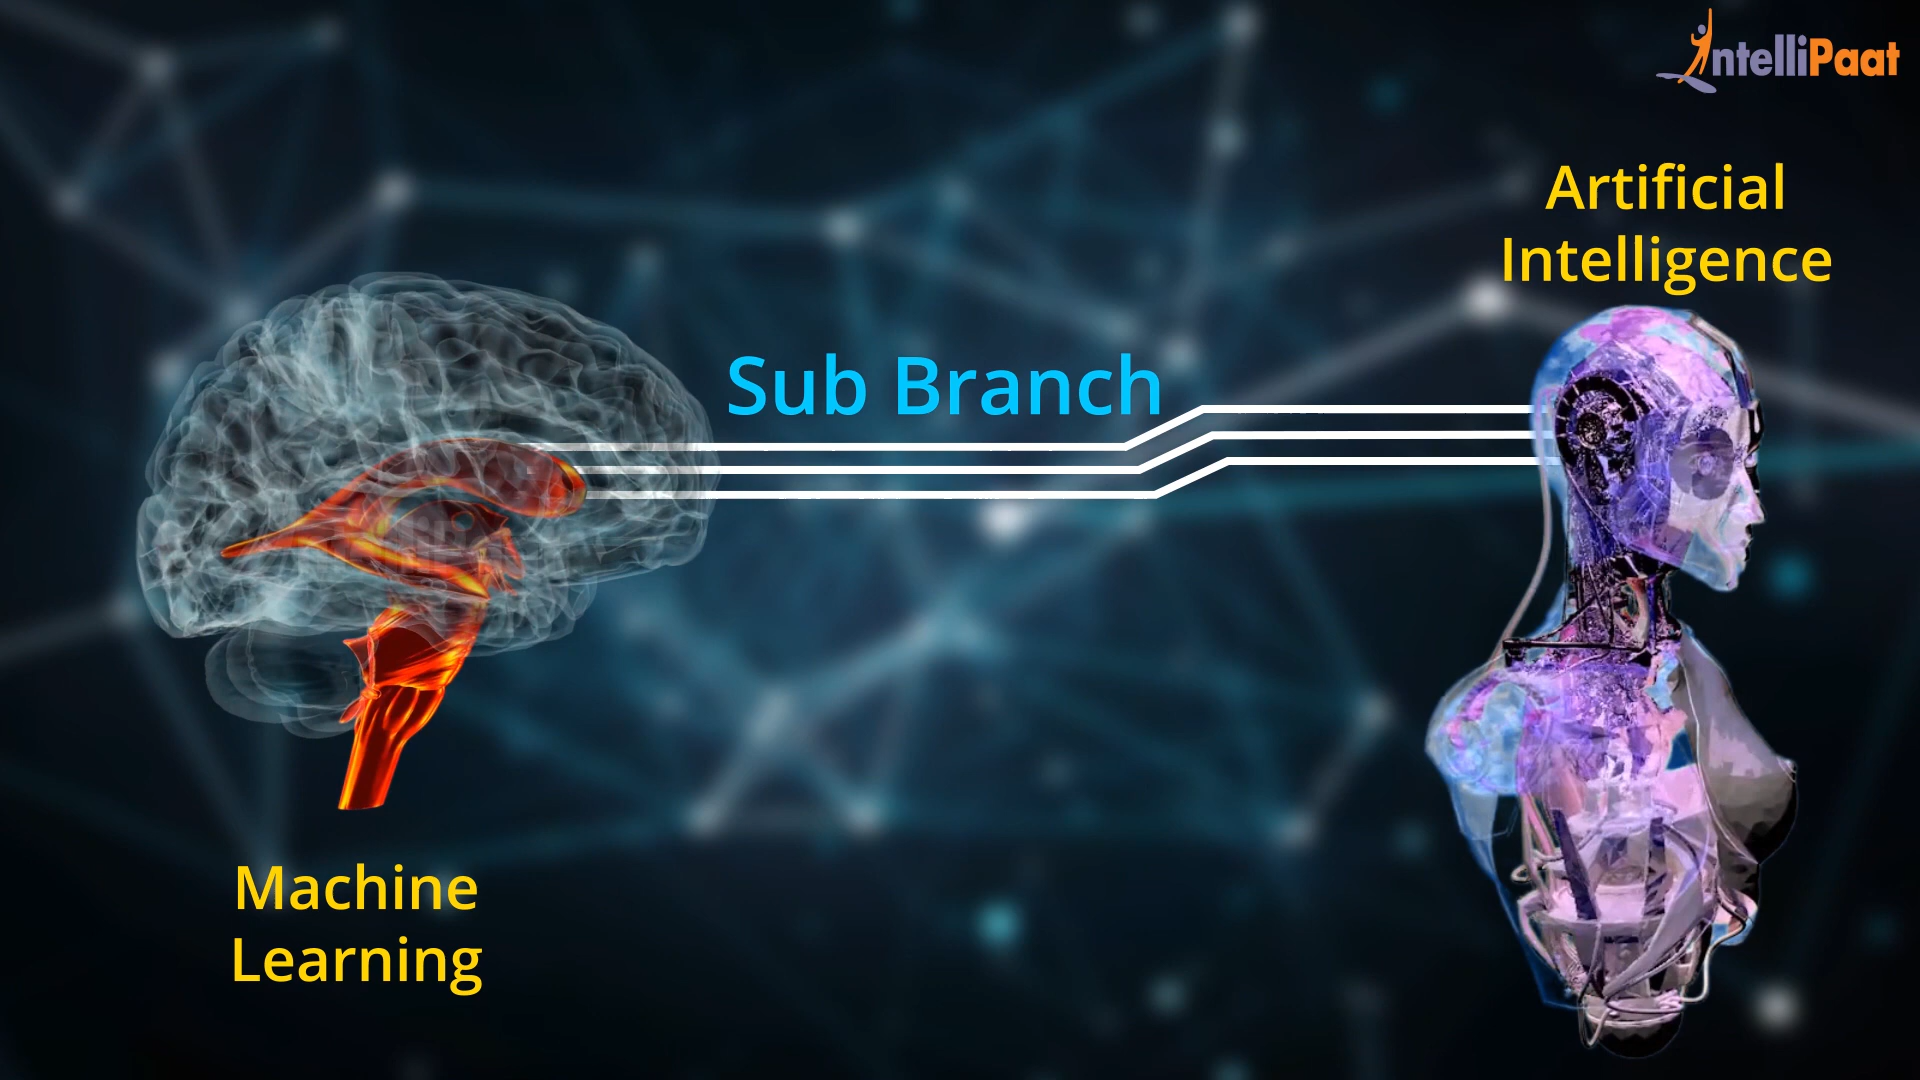 IntelliPaat
Artificial
Intelligence
Sub Branch
Machine
Learning